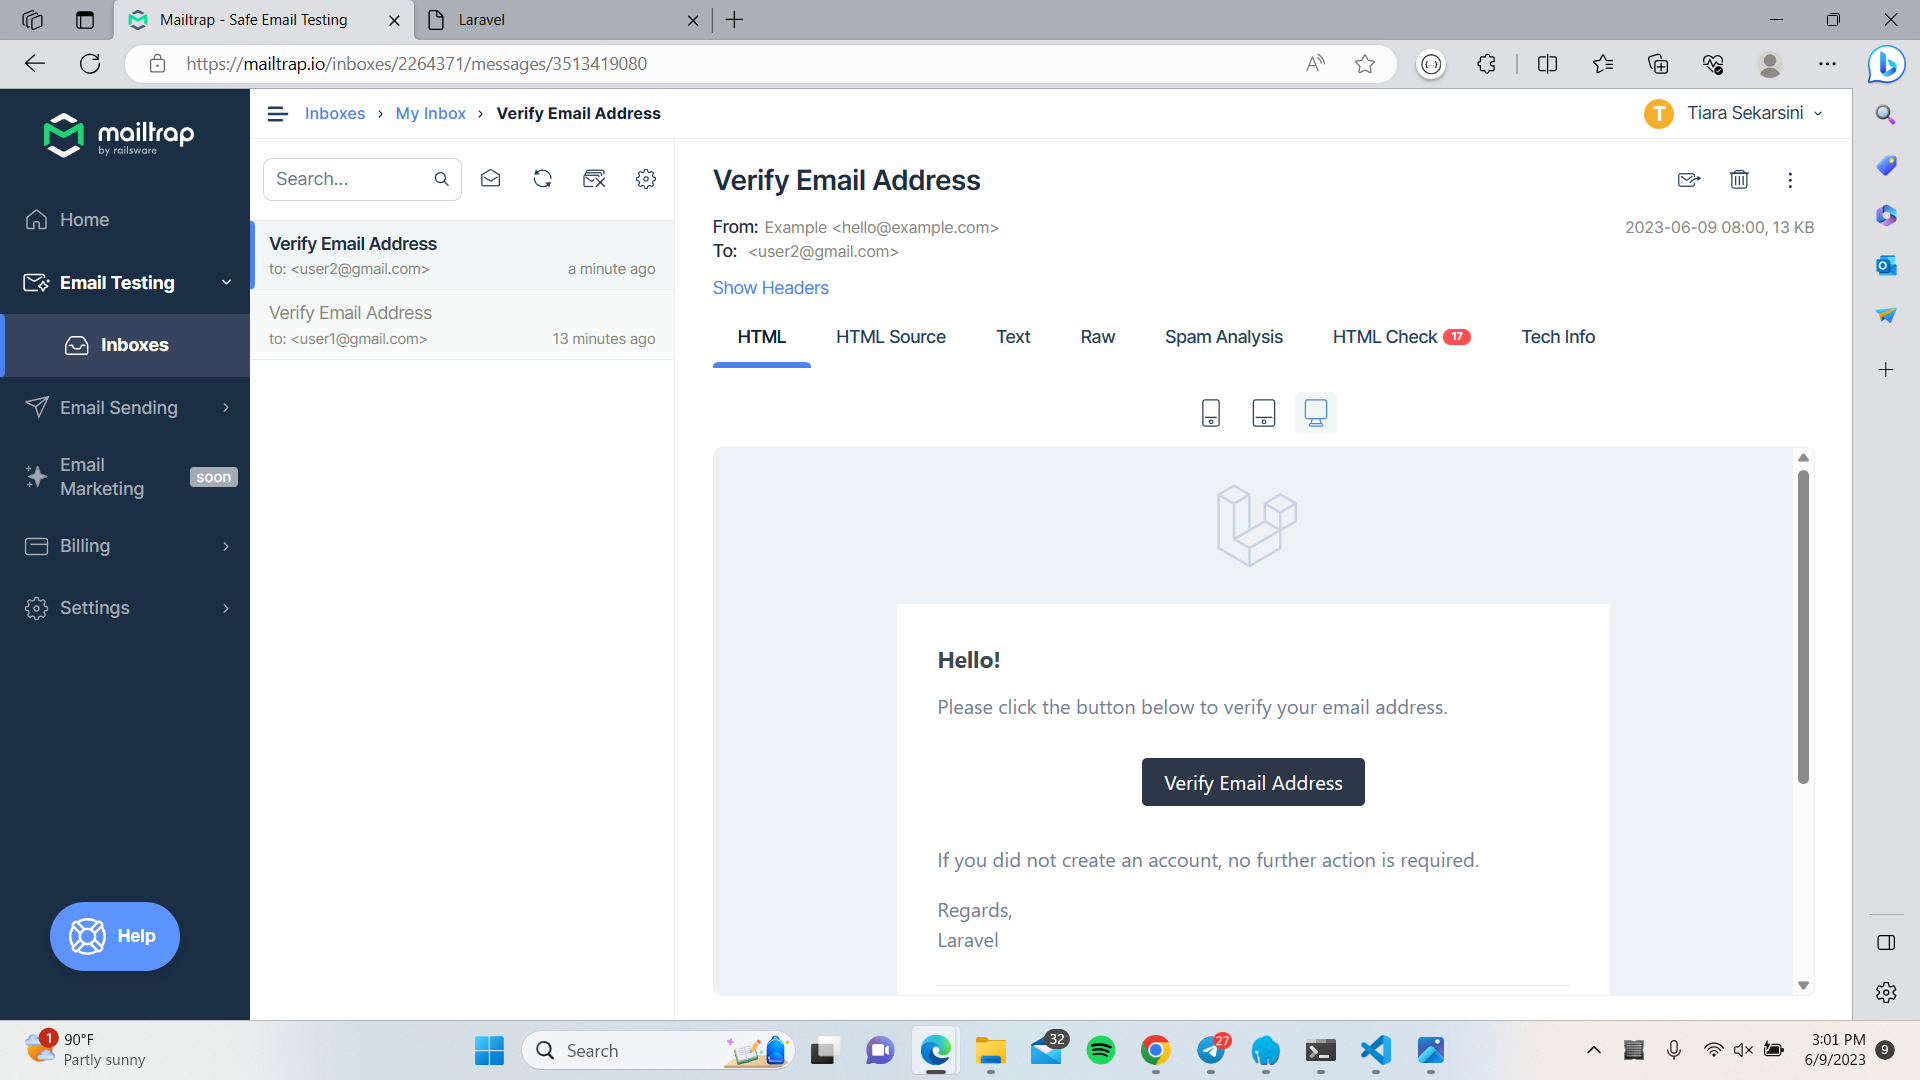 Mailtrap - Safe Email Testing
Laravel
https://mailtrap.io/inboxes/2264371/messages/3513419080
mailtrap
by railsware
Home
Email Testing
Inboxes
Email Sending
Email Marketing
soon
Billing
Settings
Help
Inboxes › My Inbox › Verify Email Address
T Tiara Sekarsini
Search...
Verify Email Address
to: <user2@gmail.com> a minute ago
Verify Email Address
to: <user1@gmail.com> 13 minutes ago
Verify Email Address
From: Example <hello@example.com> 2023-06-09 08:00, 13 KB
To: <user2@gmail.com>
Show Headers
HTML HTML Source Text Raw Spam Analysis HTML Check 17 Tech Info
Hello!
Please click the button below to verify your email address.
Verify Email Address
If you did not create an account, no further action is required.
Regards,
Laravel
1
90°F
Partly sunny
Search
32
27
3:01 PM
6/9/2023
9